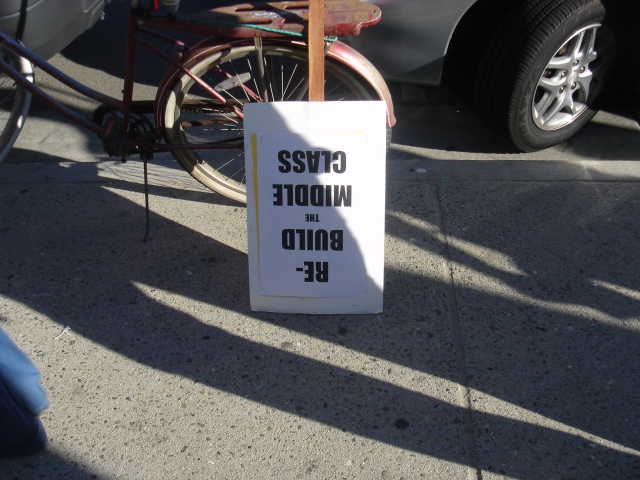 RE-
BUILD
THE
MIDDLE
CLASS